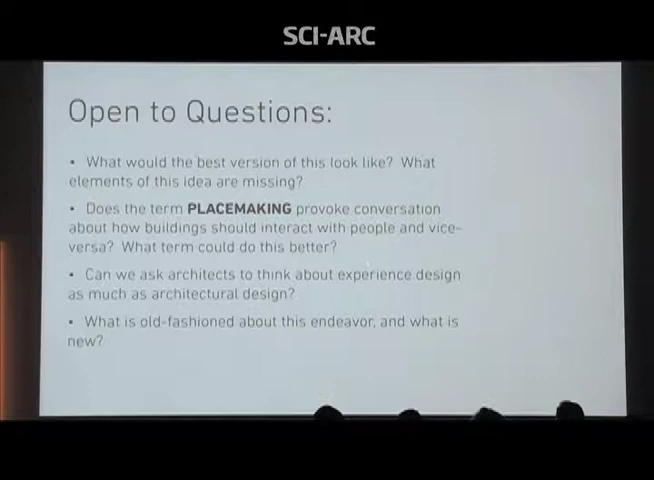 SCI-ARC
Open to Questions:
• What would the best version of this look like? What
elements of this idea are missing?
• Does the term PLACEMAKING provoke conversation
about how buildings should interact with people and vice-
versa? What term could do this better?
• Can we ask architects to think about experience design
as much as architectural design?
• What is old-fashioned about this endeavor, and what is
new?